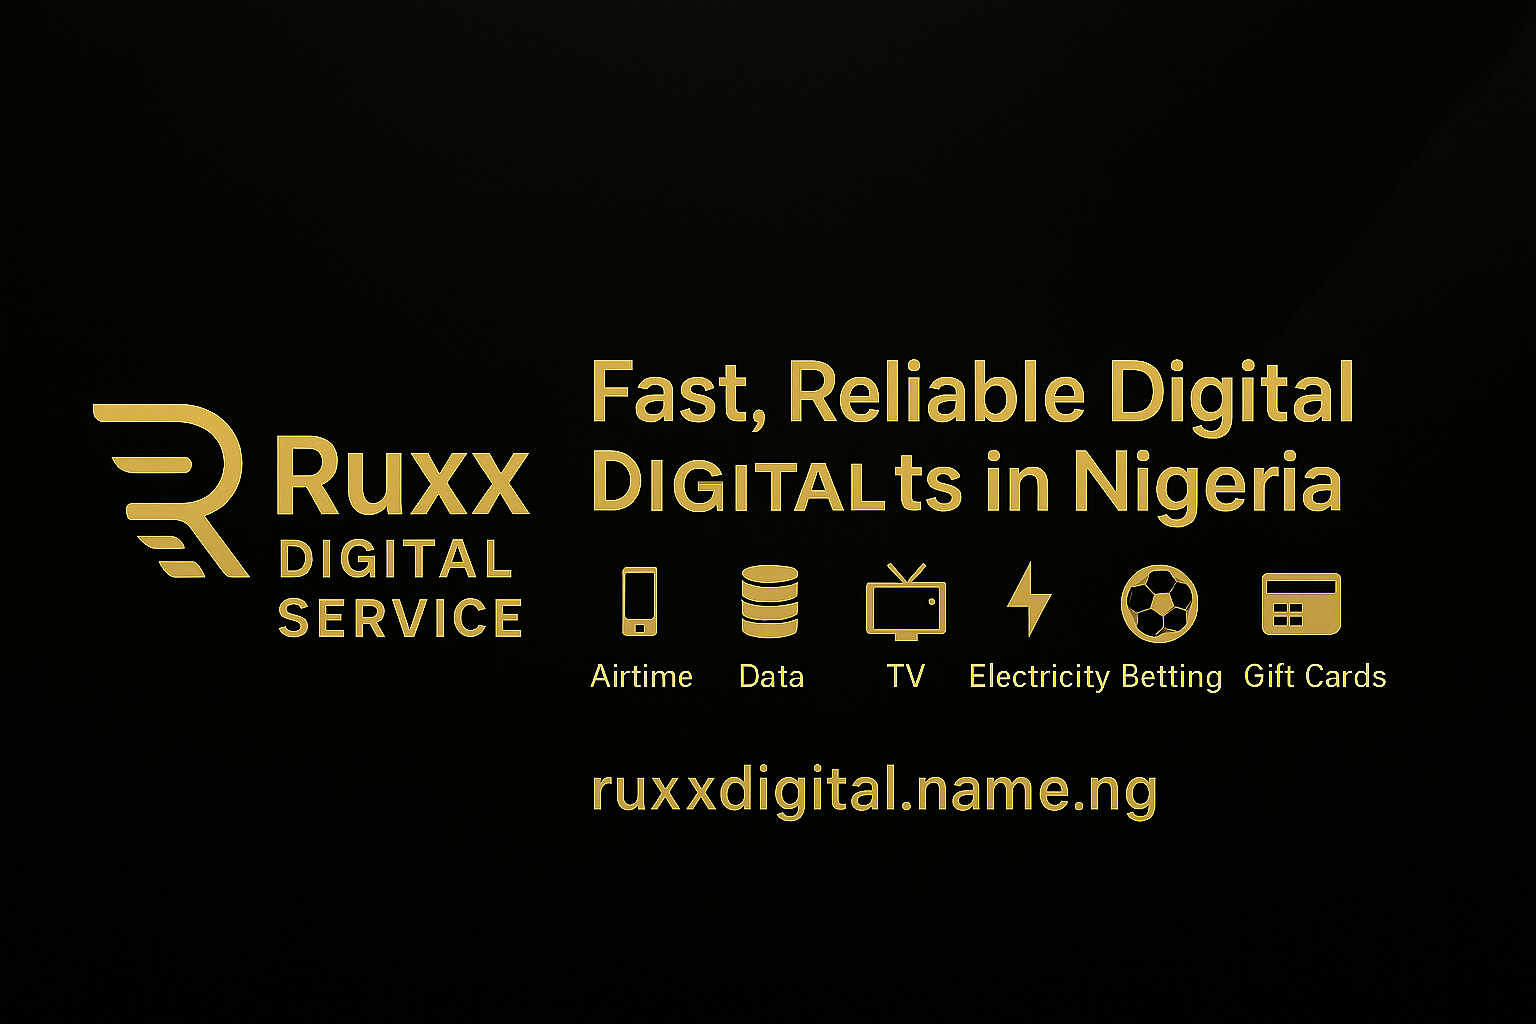 Ruxx
DIGITAL
SERVICE
Fast, Reliable Digital
DIGITALts in Nigeria
Airtime Data TV Electricity Betting Gift Cards
ruxxdigital.name.ng